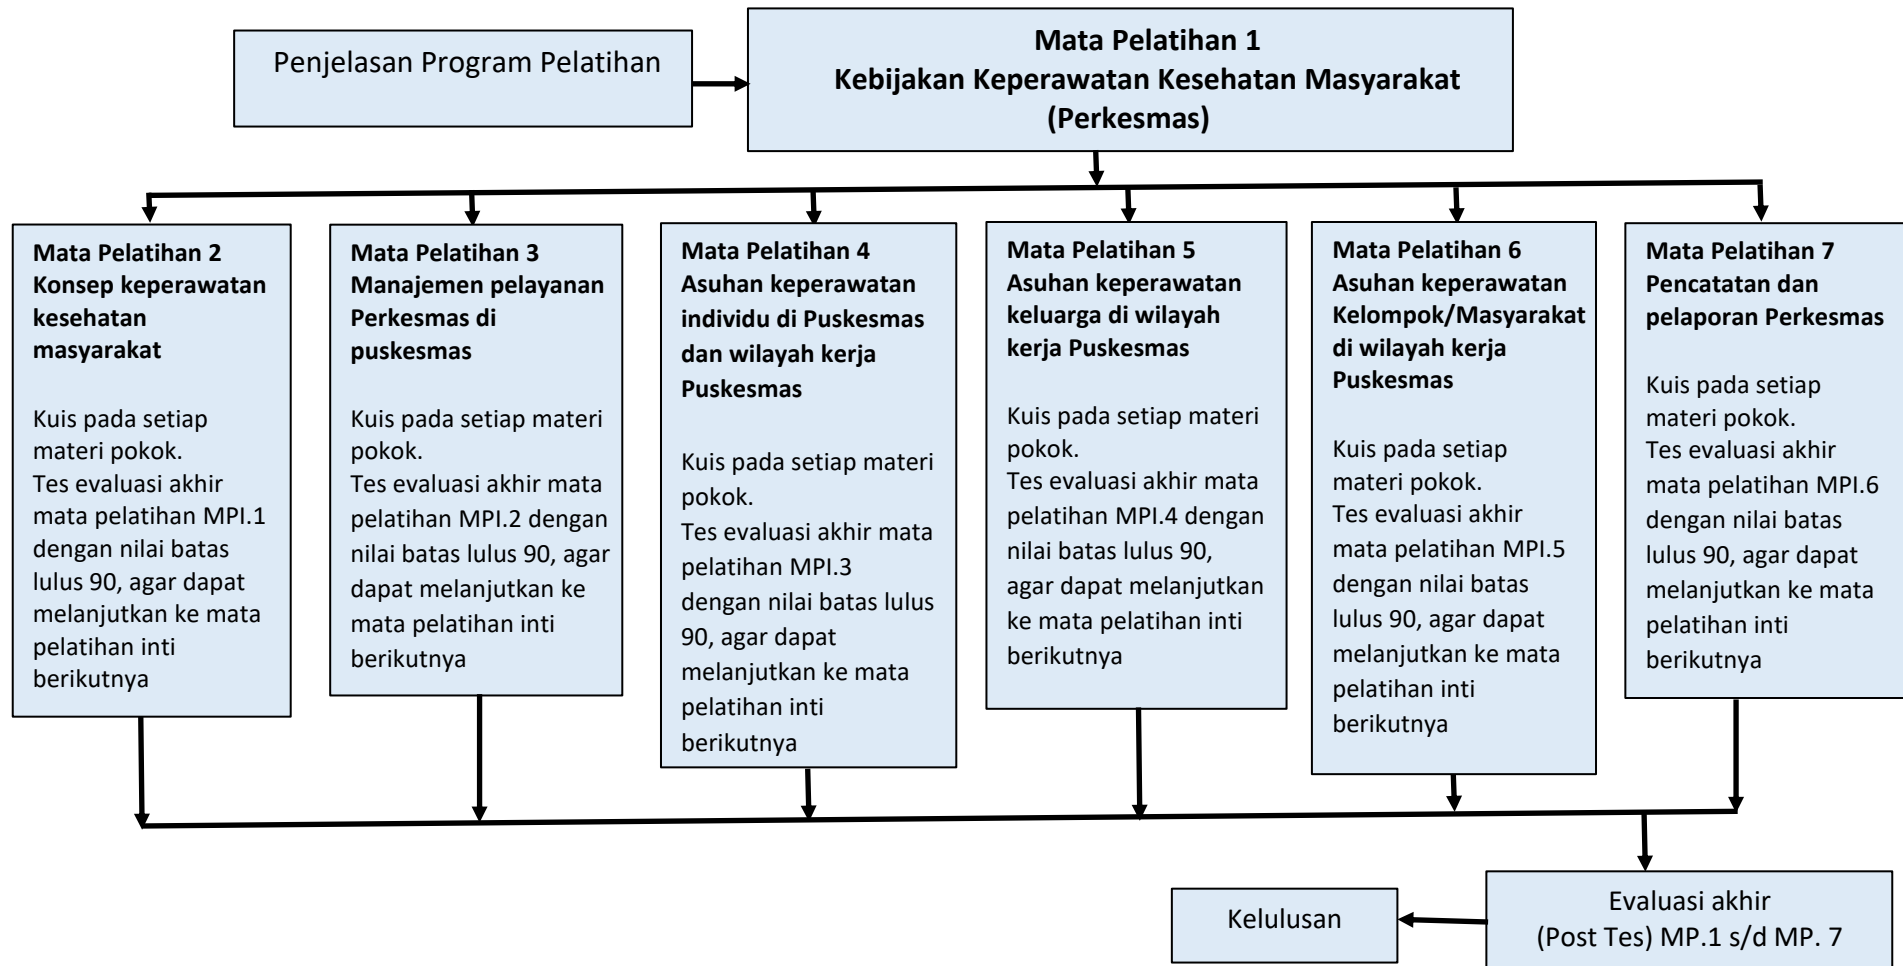 Penjelasan Program Pelatihan
Mata Pelatihan 1
Kebijakan Keperawatan Kesehatan Masyarakat
(Perkesmas)
Mata Pelatihan 2
Konsep keperawatan
kesehatan
masyarakat
Kuis pada setiap
materi pokok.
Tes evaluasi akhir
mata pelatihan MPI.1
dengan nilai batas
lulus 90, agar dapat
melanjutkan ke mata
pelatihan inti
berikutnya
Mata Pelatihan 3
Manajemen pelayanan
Perkesmas di
puskesmas
Kuis pada setiap materi
pokok.
Tes evaluasi akhir mata
pelatihan MPI.2 dengan
nilai batas lulus 90, agar
dapat melanjutkan ke
mata pelatihan inti
berikutnya
Mata Pelatihan 4
Asuhan keperawatan
individu di Puskesmas
dan wilayah kerja
Puskesmas
Kuis pada setiap materi
pokok.
Tes evaluasi akhir mata
pelatihan MPI.3
dengan nilai batas lulus
90, agar dapat
melanjutkan ke mata
pelatihan inti
berikutnya
Mata Pelatihan 5
Asuhan keperawatan
keluarga di wilayah
kerja Puskesmas
Kuis pada setiap materi
pokok.
Tes evaluasi akhir mata
pelatihan MPI.4 dengan
nilai batas lulus 90,
agar dapat melanjutkan
ke mata pelatihan inti
berikutnya
Mata Pelatihan 6
Asuhan keperawatan
Kelompok/Masyarakat
di wilayah kerja
Puskesmas
Kuis pada setiap
materi pokok.
Tes evaluasi akhir
mata pelatihan MPI.5
dengan nilai batas
lulus 90, agar dapat
melanjutkan ke mata
pelatihan inti
berikutnya
Mata Pelatihan 7
Pencatatan dan
pelaporan Perkesmas
Kuis pada setiap
materi pokok.
Tes evaluasi akhir
mata pelatihan MPI.6
dengan nilai batas
lulus 90, agar dapat
melanjutkan ke mata
pelatihan inti
berikutnya
Kelulusan
Evaluasi akhir
(Post Tes) MP.1 s/d MP. 7